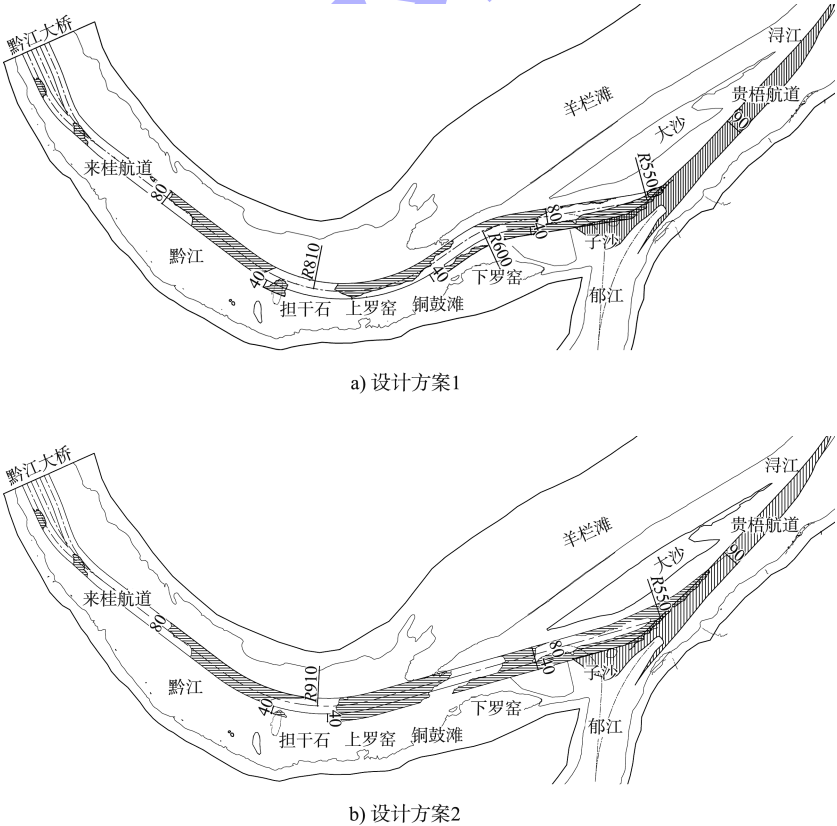 黔江大桥
浔江
羊栏滩
贵梧航道
90
大沙
来桂航道
80
R550
80
40
子沙
黔江
R810
R600
40
40
下罗窑
担干石
上罗窑
铜鼓滩
郁江
a) 设计方案1
黔江大桥
浔江
羊栏滩
贵梧航道
90
大沙
R550
来桂航道
80
80
40
子沙
黔江
R910
40
40
下罗窑
担干石
上罗窑
铜鼓滩
郁江
b) 设计方案2